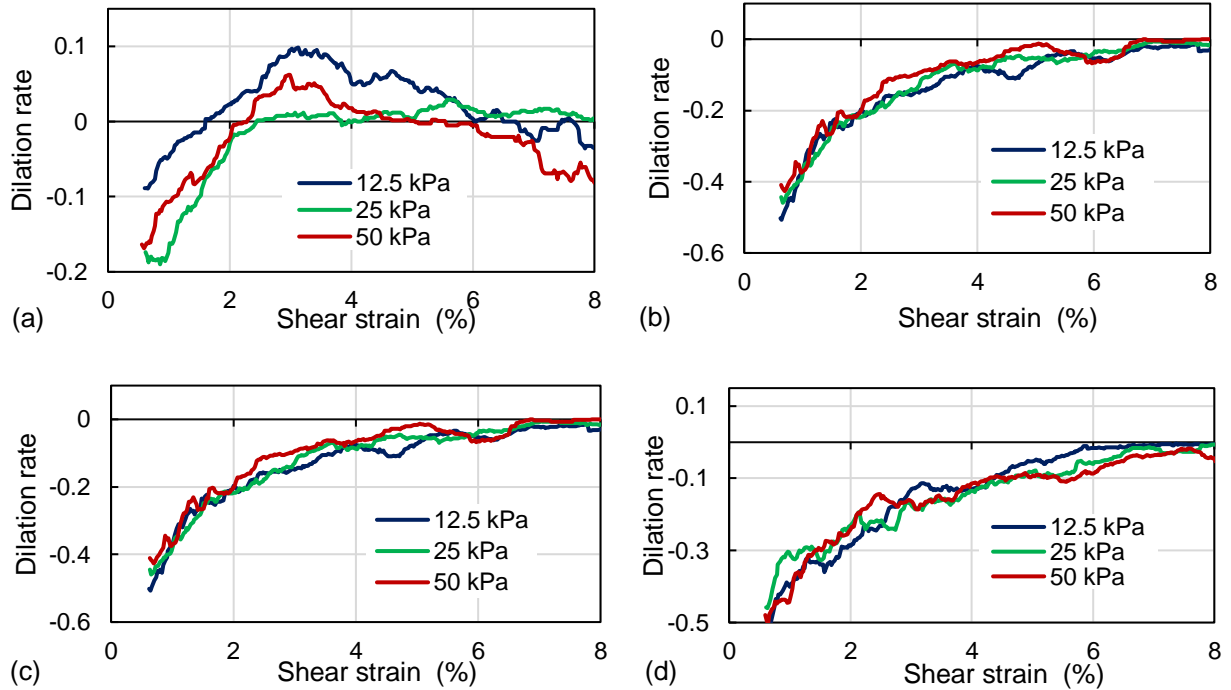 0.1
0
-0.1
-0.2
Dilation rate
12.5 kPa
25 kPa
50 kPa
0 2 4 6 8
Shear strain (%)
(a)
0
-0.2
-0.4
-0.6
Dilation rate
12.5 kPa
25 kPa
50 kPa
0 2 4 6 8
Shear strain (%)
(b)
0
-0.2
-0.4
-0.6
Dilation rate
12.5 kPa
25 kPa
50 kPa
0 2 4 6 8
Shear strain (%)
(c)
0.1
-0.1
-0.3
-0.5
Dilation rate
12.5 kPa
25 kPa
50 kPa
0 2 4 6 8
Shear strain (%)
(d)